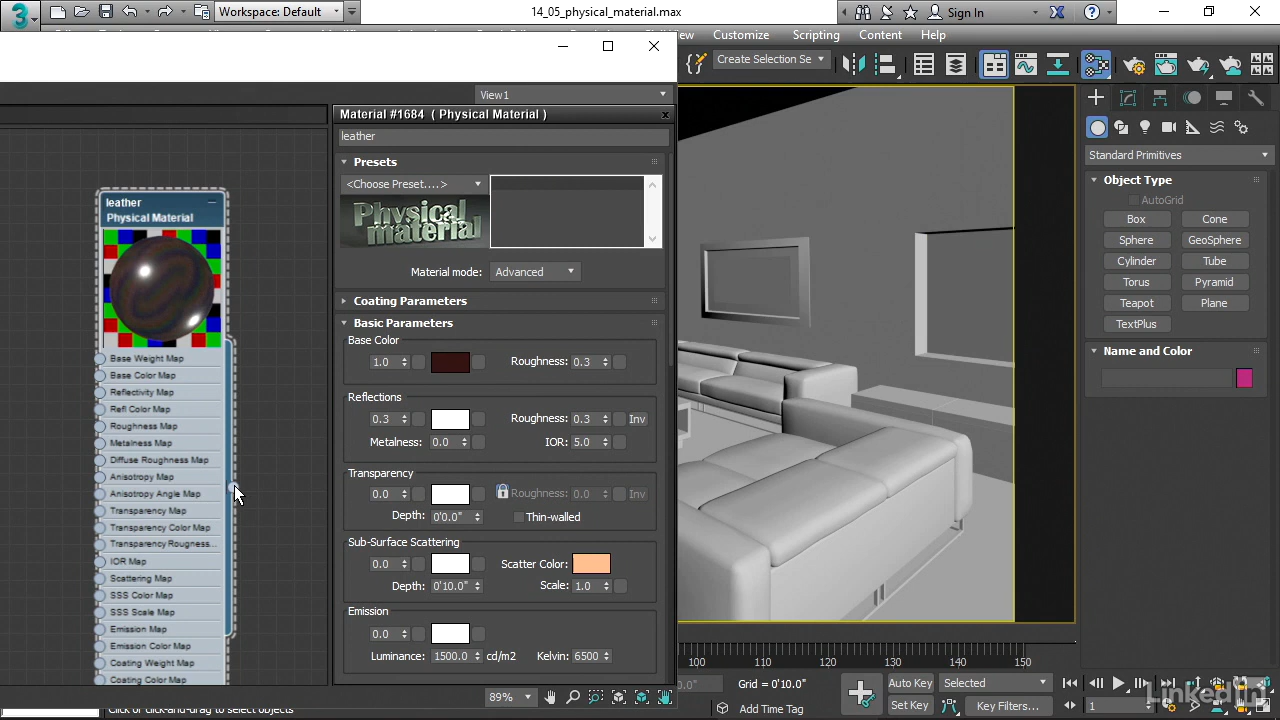 3
Workspace: Default
14_05_physical_material.max
Sign In
View
Customize
Scripting
Content
Help
Create Selection Se
View1
Material #1684 ( Physical Material )
leather
Presets
<Choose Preset....>
Physical material
Material mode: Advanced
Coating Parameters
Basic Parameters
Base Color
1.0
Roughness: 0.3
Reflections
0.3
Roughness: 0.3 Inv
Metalness: 0.0
IOR: 5.0
Transparency
0.0
Roughness: 0.0 Inv
Depth: 0'0.0"
Thin-walled
Sub-Surface Scattering
0.0
Scatter Color:
Depth: 0'10.0"
Scale: 1.0
Emission
0.0
Luminance: 1500.0 cd/m2
Kelvin: 6500
leather
Physical Material
Base Weight Map
Base Color Map
Reflectivity Map
Refl Color Map
Roughness Map
Metalness Map
Diffuse Roughness Map
Anisotropy Map
Anisotropy Angle Map
Transparency Map
Transparency Color Map
Transparency Rougness...
IOR Map
Scattering Map
SSS Color Map
SSS Scale Map
Emission Map
Emission Color Map
Coating Weight Map
Coating Color Map
89%
Click or click-and-drag to select objects
Standard Primitives
Object Type
AutoGrid
Box
Cone
Sphere
GeoSphere
Cylinder
Tube
Torus
Pyramid
Teapot
Plane
TextPlus
Name and Color
100
110
120
130
140
150
0.0"
Grid = 0'10.0"
Add Time Tag
Auto Key
Selected
Set Key
Key Filters...
1
LinkedIn